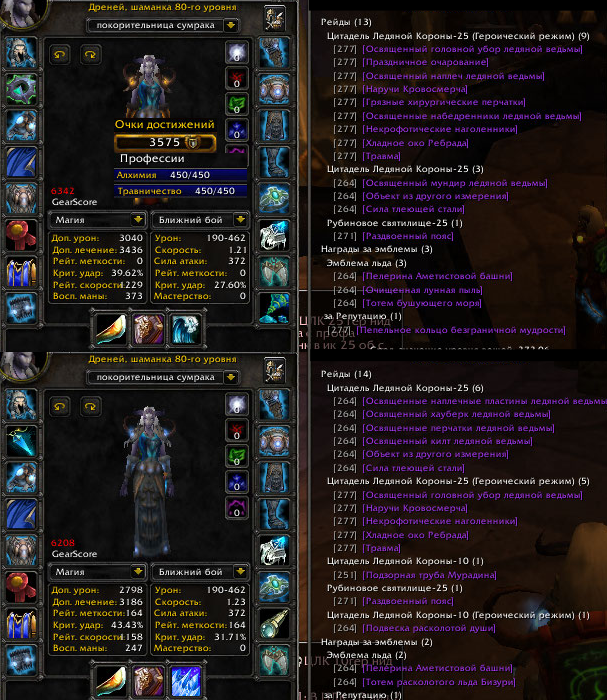 Дреней, шаманка 80-го уровня
покорительница сумрака
0
0
0
0
Очки достижений
3575
Профессии
Алхимия 450/450
Травничество 450/450
6342
GearScore
Магия
Ближний бой
Доп. урон: 3040
Доп. лечение: 3436
Рейт. меткости: 0
Крит. удар: 39.62%
Рейт. скорости: 1229
Восп. маны: 373
Урон: 190-462
Скорость: 1.21
Сила атаки: 372
Рейт. меткости: 0
Крит. удар: 27.60%
Мастерство: 0
Рейды (13)
Цитадель Ледяной Короны-25 (Героический режим) (9)
[277] [Освященный головной убор ледяной ведьмы]
[277] [Праздничное очарование]
[277] [Освященный наплеч ледяной ведьмы]
[277] [Наручи Кровосмерча]
[277] [Грязные хирургические перчатки]
[277] [Освященные набедренники ледяной ведьмы]
[277] [Некрофотические наголенники]
[277] [Хладное око Ребрада]
[277] [Травма]
Цитадель Ледяной Короны-25 (3)
[264] [Освященный мундир ледяной ведьмы]
[264] [Объект из другого измерения]
[264] [Сила тлеющей стали]
Рубиновое святилище-25 (1)
[271] [Раздвоенный пояс]
Награды за эмблемы (3)
Эмблема льда (3)
[264] [Пелерина Аметистовой башни]
[264] [Очищенная лунная пыль]
[264] [Тотем бушующего моря]
за Репутацию (1)
[277] [Пепельное кольцо безграничной мудрости]
Дреней, шаманка 80-го уровня
покорительница сумрака
0
0
0
0
0
6208
GearScore
Магия
Ближний бой
Доп. урон: 2798
Доп. лечение: 3186
Рейт. меткости: 164
Крит. удар: 43.43%
Рейт. скорости: 1158
Восп. маны: 247
Урон: 190-462
Скорость: 1.23
Сила атаки: 372
Рейт. меткости: 164
Крит. удар: 31.71%
Мастерство: 0
Рейды (14)
Цитадель Ледяной Короны-25 (6)
[264] [Освященные наплечные пластины ледяной ведьмы
[264] [Освященный хауберк ледяной ведьмы]
[264] [Освященные перчатки ледяной ведьмы]
[264] [Освященный килт ледяной ведьмы]
[264] [Объект из другого измерения]
[264] [Сила тлеющей стали]
Цитадель Ледяной Короны-25 (Героический режим) (5)
[277] [Освященный головной убор ледяной ведьмы]
[277] [Наручи Кровосмерча]
[277] [Некрофотические наголенники]
[277] [Хладное око Ребрада]
[277] [Травма]
Цитадель Ледяной Короны-10 (1)
[251] [Подзорная труба Мурадина]
Рубиновое святилище-25 (1)
[271] [Раздвоенный пояс]
Цитадель Ледяной Короны-10 (Героический режим) (1)
[264] [Подвеска расколотой души]
Награды за эмблемы (2)
Эмблема льда (2)
[264] [Пелерина Аметистовой башни]
[264] [Тотем расколотого льда Бизури]
за Репутацию (1)